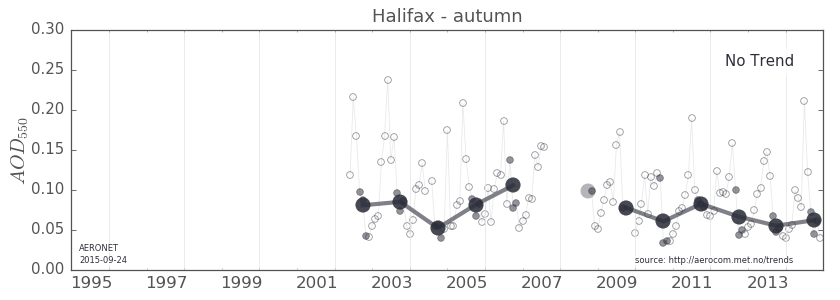 Halifax - autumn
No Trend
AOD550
0.30
0.25
0.20
0.15
0.10
0.05
0.00
AERONET
2015-09-24
source: http://aerocom.met.no/trends
1995 1997 1999 2001 2003 2005 2007 2009 2011 2013